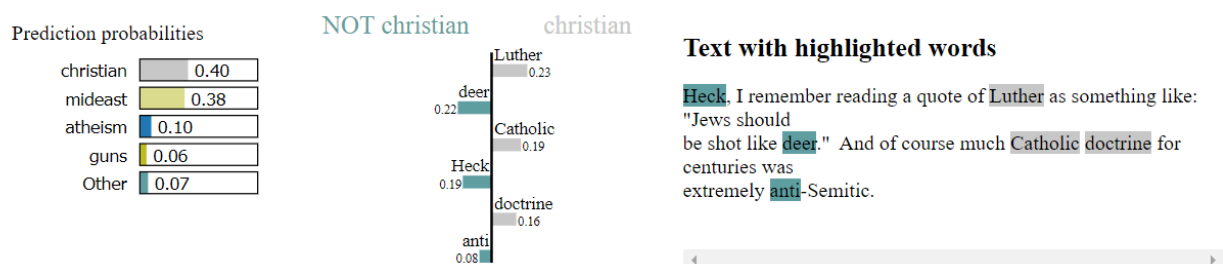 Prediction probabilities
christian 0.40
mideast 0.38
atheism 0.10
guns 0.06
Other 0.07
NOT christian christian
Luther
0.23
deer
0.22
Catholic
0.19
Heck
0.19
doctrine
0.16
anti
0.08
Text with highlighted words
Heck, I remember reading a quote of Luther as something like:
"Jews should
be shot like deer."  And of course much Catholic doctrine for
centuries was
extremely anti-Semitic.